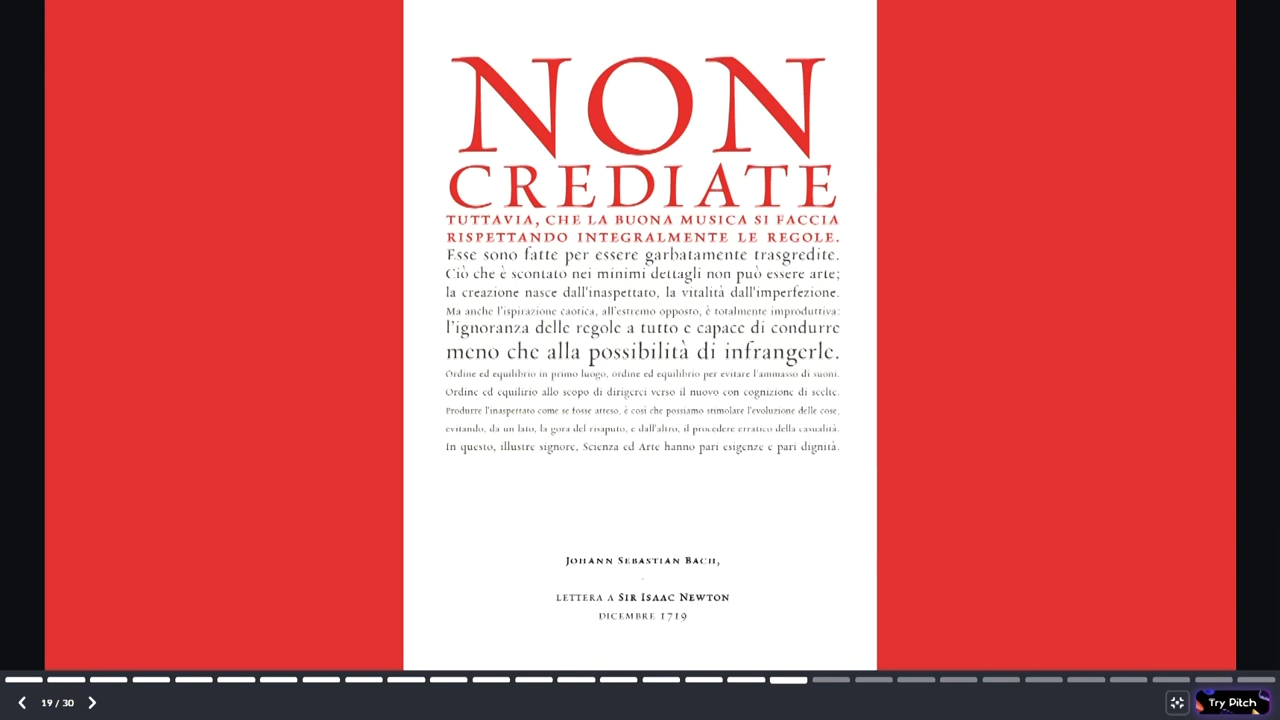 NON
CREDIATE
TUTTAVIA, CHE LA BUONA MUSICA SI FACCIA
RISPETTANDO INTEGRALMENTE LE REGOLE.
Esse sono fatte per essere garbatamente trasgredite.
Ciò che è scontato nei minimi dettagli non può essere arte;
la creazione nasce dall'inaspettato, la vitalità dall'imperfezione.
Ma anche l'ispirazione caotica, all'estremo opposto, è totalmente improduttiva:
l'ignoranza delle regole a tutto e capace di condurre
meno che alla possibilità di infrangerle.
Ordine ed equilibrio in primo luogo, ordine ed equilibrio per evitare l'ammasso di suoni.
Ordine ed equilirio allo scopo di dirigerci verso il nuovo con cognizione di scelte.
Produrre l'inaspettato come se fosse atteso, è così che possiamo stimolare l'evoluzione delle cose,
evitando, da un lato, la gora del risaputo, e dall'altro, il procedere erratico della casualità.
In questo, illustre signore, Scienza ed Arte hanno pari esigenze e pari dignità.
Johann Sebastian Bach,
lettera a Sir Isaac Newton
dicembre 1719
19 / 30
Try Pitch